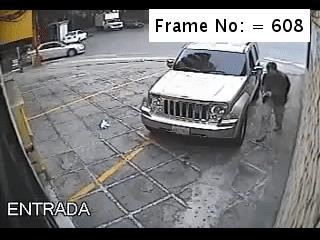 Frame No: = 608
ENTRADA